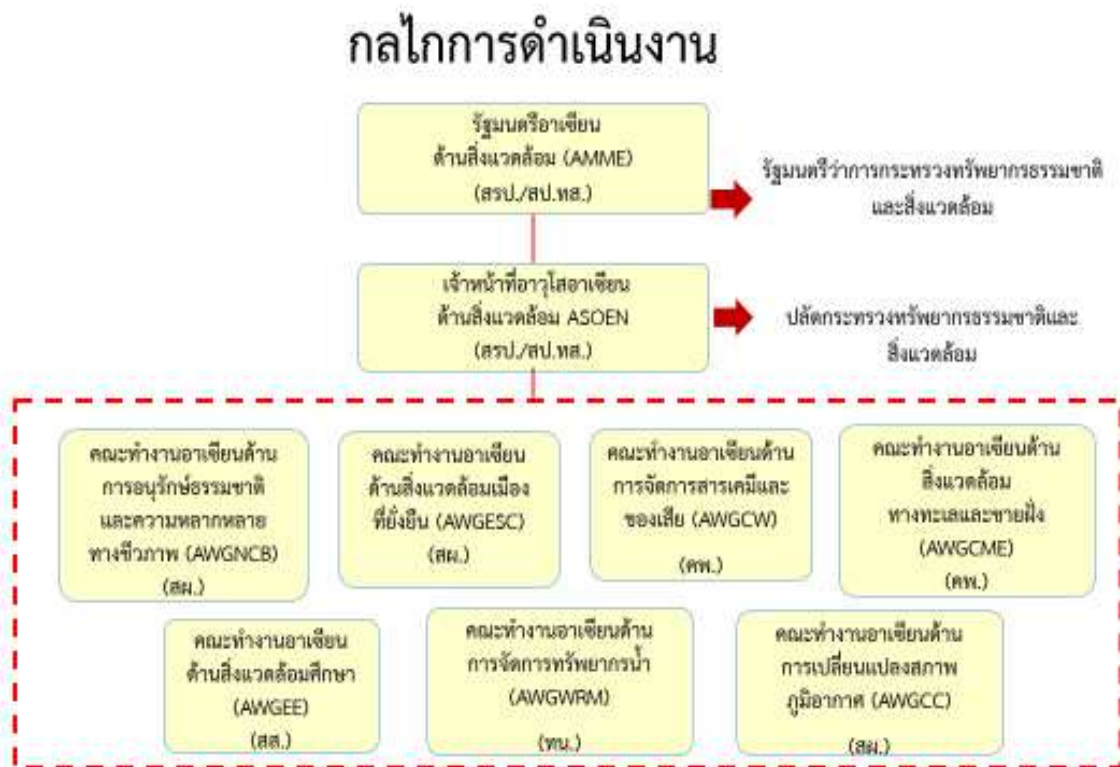 กลไกการดำเนินงาน
รัฐมนตรีอาเซียน
ด้านสิ่งแวดล้อม (AMME)
(สรป./สป.ทส.)
รัฐมนตรีว่าการกระทรวงทรัพยากรธรรมชาติ
และสิ่งแวดล้อม
เจ้าหน้าที่อาวุโสอาเซียน
ด้านสิ่งแวดล้อม ASOEN
(สรป./สป.ทส.)
ปลัดกระทรวงทรัพยากรธรรมชาติและ
สิ่งแวดล้อม
คณะทำงานอาเซียนด้าน
การอนุรักษ์ธรรมชาติ
และความหลากหลาย
ทางชีวภาพ (AWGNCB)
(สผ.)
คณะทำงานอาเซียน
ด้านสิ่งแวดล้อมเมือง
ที่ยั่งยืน (AWGESC)
(สผ.)
คณะทำงานอาเซียนด้าน
การจัดการสารเคมีและ
ของเสีย (AWGCW)
(คพ.)
คณะทำงานอาเซียนด้าน
สิ่งแวดล้อม
ทางทะเลและชายฝั่ง
(AWGCME)
(คพ.)
คณะทำงานอาเซียน
ด้านสิ่งแวดล้อมศึกษา
(AWGEE)
(สส.)
คณะทำงานอาเซียนด้าน
การจัดการทรัพยากรน้ำ
(AWGWRM)
(ทน.)
คณะทำงานอาเซียนด้าน
การเปลี่ยนแปลงสภาพ
ภูมิอากาศ (AWGCC)
(สผ.)